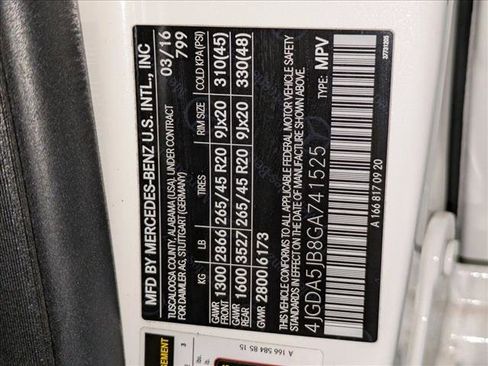 MFD BY MERCEDES-BENZ U.S. INTL., INC
TUSCALOOSA COUNTY, ALABAMA (USA), UNDER CONTRACT
FOR DAIMLER AG, STUTTGART (GERMANY)
03/16
799
KG LB TIRES RIM SIZE COLD KPA(PSI)
GAWR FRONT 1300 2866 265/45 R20 9Jx20 310(45)
GAWR REAR 1600 3527 265/45 R20 9Jx20 330(48)
GVWR 2800 6173
THIS VEHICLE CONFORMS TO ALL APPLICABLE FEDERAL MOTOR VEHICLE SAFETY
STANDARDS IN EFFECT ON THE DATE OF MANUFACTURE SHOWN ABOVE.
4JGDA5JB8GA741525 TYPE: MPV
A 166 817 09 20
37731205
A 166 584 85 15
3